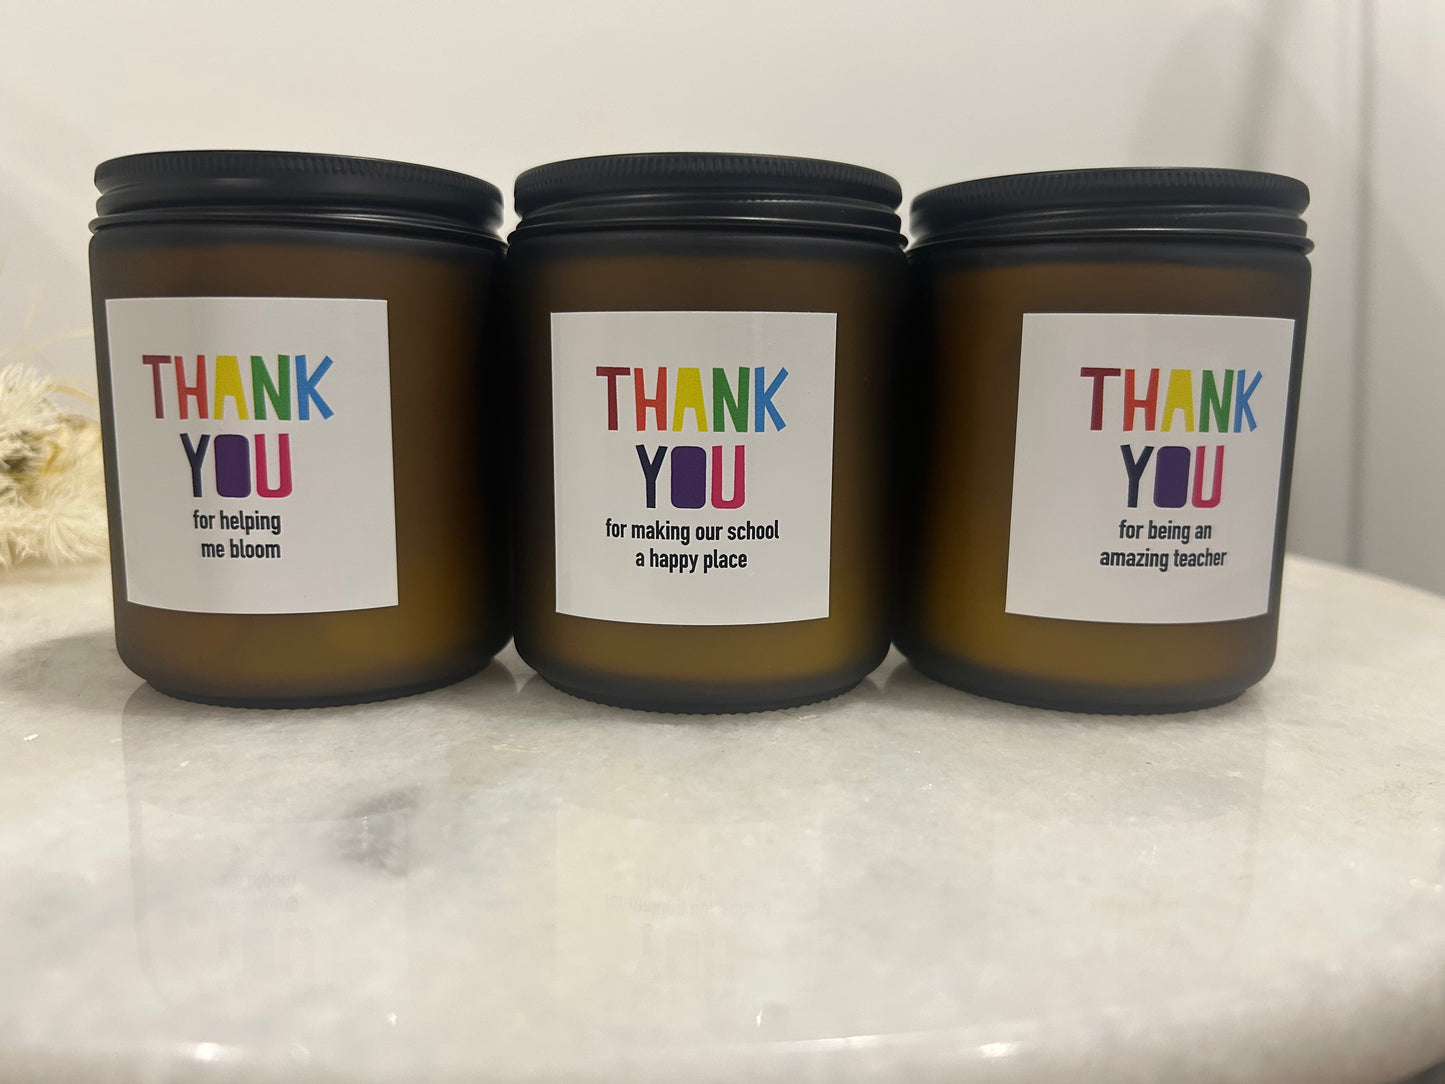 THANK
YOU
for helping
me bloom
THANK
YOU
for making our school
a happy place
THANK
YOU
for being an
amazing teacher